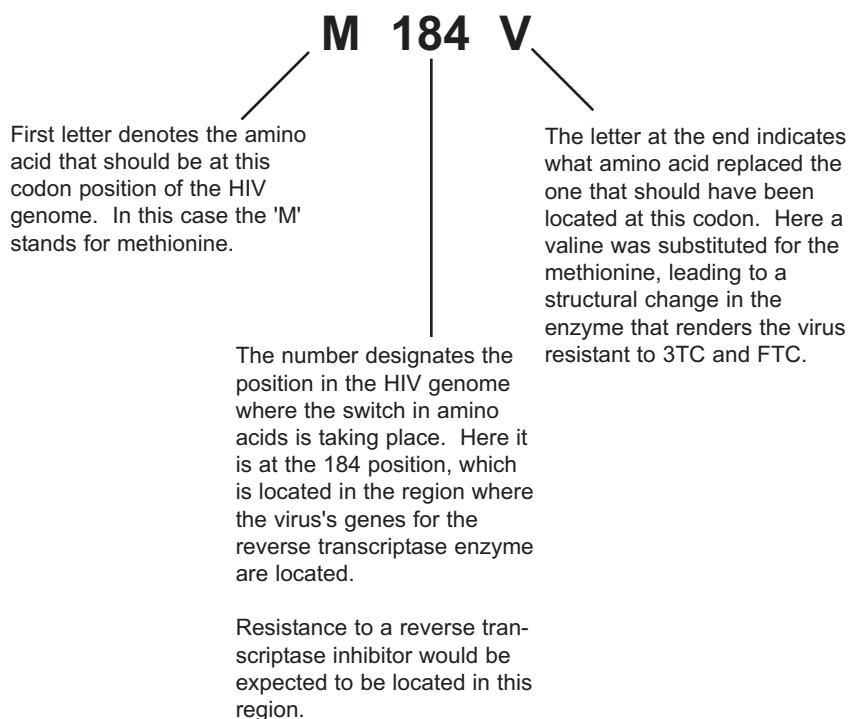 M 184 V
First letter denotes the amino
acid that should be at this
codon position of the HIV
genome. In this case the 'M'
stands for methionine.
The number designates the
position in the HIV genome
where the switch in amino
acids is taking place. Here it
is at the 184 position, which
is located in the region where
the virus's genes for the
reverse transcriptase enzyme
are located.
Resistance to a reverse tran-
scriptase inhibitor would be
expected to be located in this
region.
The letter at the end indicates
what amino acid replaced the
one that should have been
located at this codon. Here a
valine was substituted for the
methionine, leading to a
structural change in the
enzyme that renders the virus
resistant to 3TC and FTC.